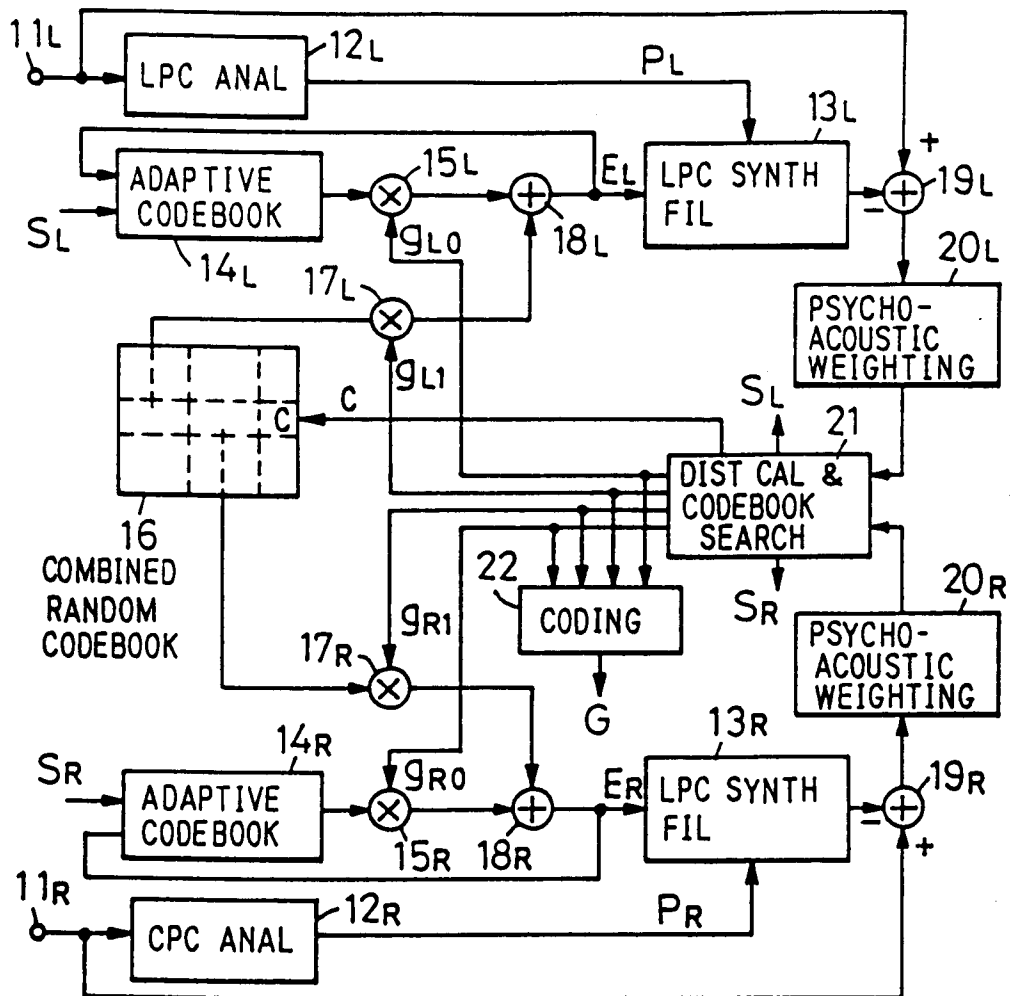 11L
12L
LPC ANAL
PL
13L
ADAPTIVE
CODEBOOK
SL
14L
15L
gL0
18L
EL
LPC SYNTH
FIL
+
−
19L
20L
PSYCHO-
ACOUSTIC
WEIGHTING
17L
gL1
C
C
SL
21
DIST CAL &
CODEBOOK
SEARCH
SR
16
COMBINED
RANDOM
CODEBOOK
22
CODING
G
gR1
17R
20R
PSYCHO-
ACOUSTIC
WEIGHTING
SR
14R
ADAPTIVE
CODEBOOK
gR0
15R
18R
ER
13R
LPC SYNTH
FIL
−
+
19R
11R
12R
CPC ANAL
PR